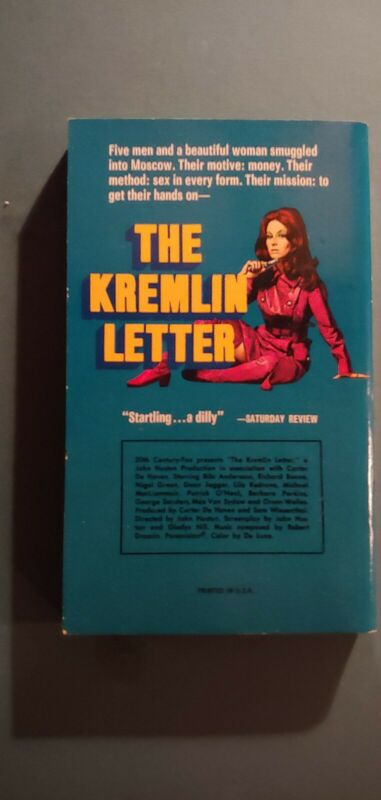 Five men and a beautiful woman smuggled
into Moscow. Their motive: money. Their
method: sex in every form. Their mission: to
get their hands on—
THE
KREMLIN
LETTER
"Startling...a dilly" —SATURDAY REVIEW
20th Century-Fox presents "The Kremlin Letter," a
John Huston Production in association with Carter
De Haven. Starring Bibi Andersson, Richard Boone,
Nigel Green, Dean Jagger, Lila Kedrova, Michael
MacLiammoir, Patrick O'Neal, Barbara Parkins,
George Sanders, Max Von Sydow and Orson Welles.
Produced by Carter De Haven and Sam Wiesenthal.
Directed by John Huston. Screenplay by John Hus-
ton and Gladys Hill. Music composed by Robert
Drasnin. Panavision®. Color by De Luxe.
PRINTED IN U.S.A.